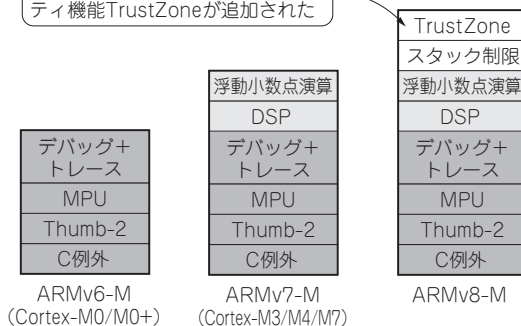 ティ機能TrustZoneが追加された
TrustZone
スタック制限
浮動小数点演算
DSP
デバッグ＋
トレース
MPU
Thumb-2
C例外
ARMv8-M
浮動小数点演算
DSP
デバッグ＋
トレース
MPU
Thumb-2
C例外
ARMv7-M
（Cortex-M3/M4/M7）
デバッグ＋
トレース
MPU
Thumb-2
C例外
ARMv6-M
（Cortex-M0/M0+）